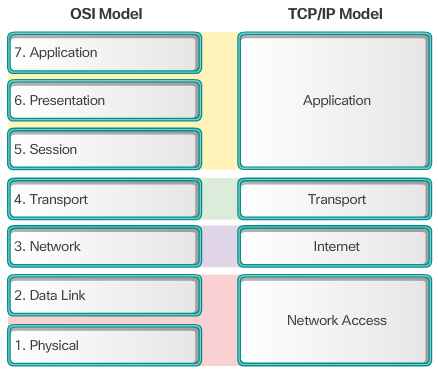 OSI Model
TCP/IP Model
7. Application
6. Presentation
5. Session
Application
4. Transport
Transport
3. Network
Internet
2. Data Link
1. Physical
Network Access